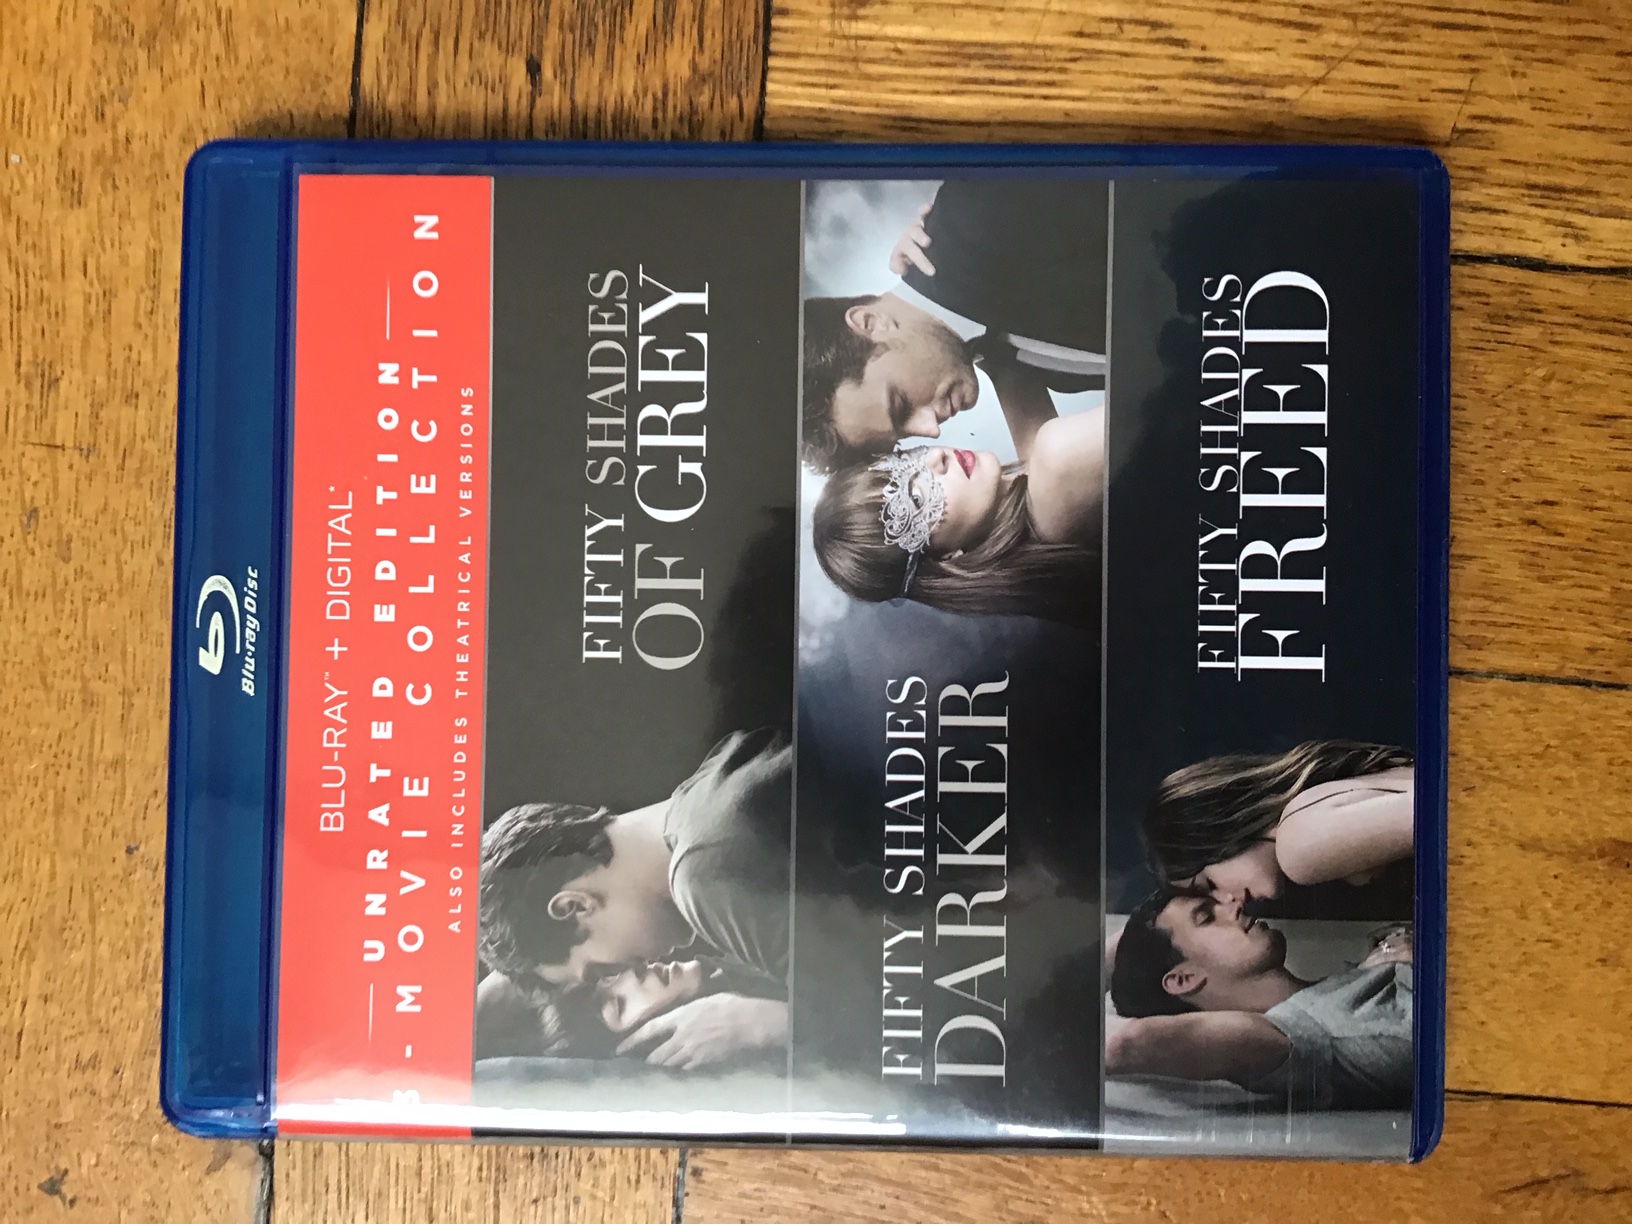 Blu-ray Disc
BLU-RAY™ + DIGITAL*
UNRATED EDITION
3-MOVIE COLLECTION
ALSO INCLUDES THEATRICAL VERSIONS
FIFTY SHADES
OF GREY
FIFTY SHADES
DARKER
FIFTY SHADES
FREED